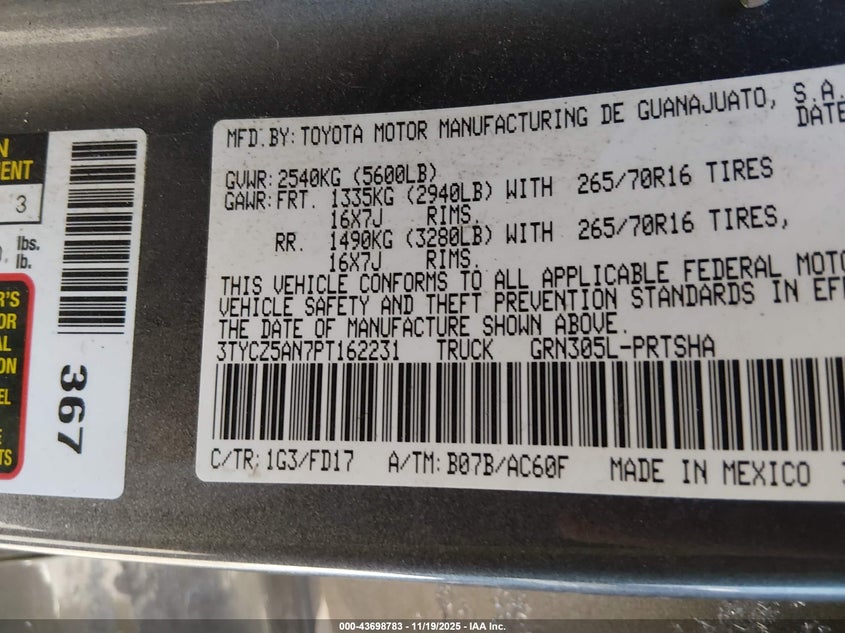 MFD.BY: TOYOTA MOTOR MANUFACTURING DE GUANAJUATO, S.A.
DATE
GVWR: 2540KG (5600LB)
GAWR: FRT. 1335KG (2940LB) WITH 265/70R16 TIRES
16X7J RIMS.
RR. 1490KG (3280LB) WITH 265/70R16 TIRES,
16X7J RIMS.
THIS VEHICLE CONFORMS TO ALL APPLICABLE FEDERAL
VEHICLE SAFETY AND THEFT PREVENTION STANDARDS IN
THE DATE OF MANUFACTURE SHOWN ABOVE.
3TYCZ5AN7PT162231 TRUCK GRN305L-PRTSHA
C/TR: 1G3/FD17 A/TM: B07B/AC60F MADE IN MEXICO
3
lbs.
lb.
367
000-43698783 - 11/19/2025 - IAA Inc.